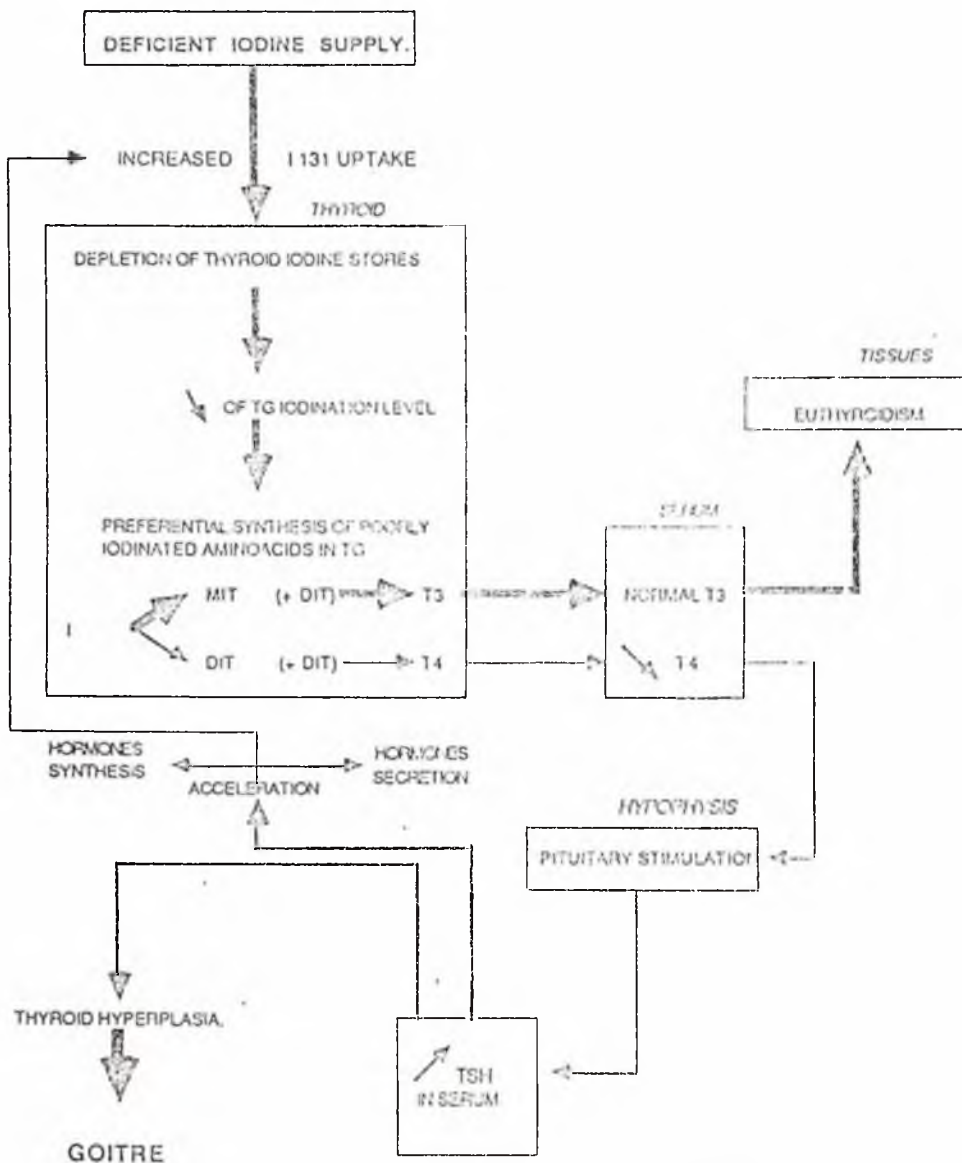 DEFICIENT IODINE SUPPLY.
INCREASED I 131 UPTAKE
THYROID
DEPLETION OF THYROID IODINE STORES
OF TG IODINATION LEVEL
PREFERENTIAL SYNTHESIS OF POORLY
IODINATED AMINOACIDS IN TG
I
MIT (+ DIT) T3
DIT (+ DIT) T4
SERUM
NORMAL T3
T4
TISSUES
EUTHYROIDISM
HORMONES
SYNTHESIS
ACCELERATION
HORMONES
SECRETION
HYPOPHYSIS
PITUITARY STIMULATION
THYROID HYPERPLASIA.
TSH
IN SERUM
GOITRE